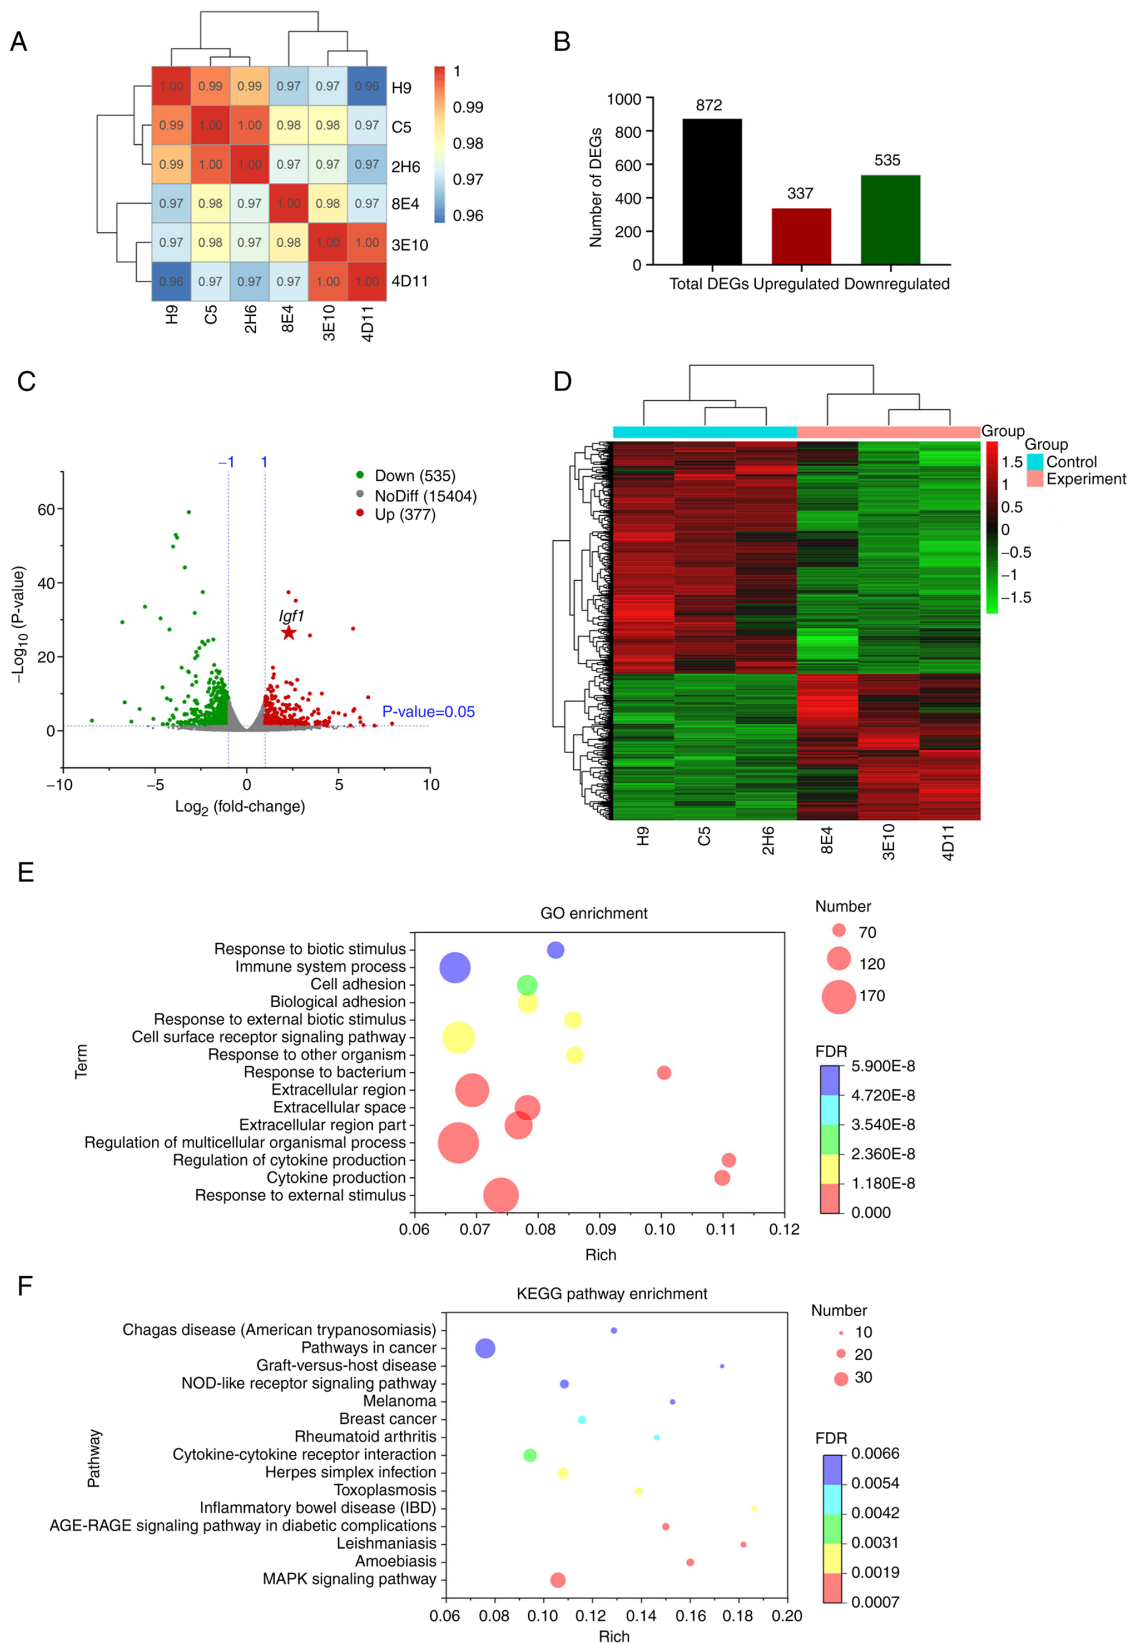 A
1.00 0.99 0.99 0.97 0.97 0.96 H9
0.99 1.00 1.00 0.98 0.98 0.97 C5
0.99 1.00 1.00 0.97 0.97 0.97 2H6
0.97 0.98 0.97 1.00 0.98 0.97 8E4
0.97 0.98 0.97 0.98 1.00 1.00 3E10
0.96 0.97 0.97 0.97 1.00 1.00 4D11
H9 C5 2H6 8E4 3E10 4D11
1
0.99
0.98
0.97
0.96
B
Number of DEGs
1000
800
600
400
200
0
872
337
535
Total DEGs Upregulated Downregulated
C
−1 1
Down (535)
NoDiff (15404)
Up (377)
Igf1
P-value=0.05
−Log10 (P-value)
60
40
20
0
−10 −5 0 5 10
Log2 (fold-change)
D
Group
1.5
1
0.5
0
−0.5
−1
−1.5
Group
Control
Experiment
H9 C5 2H6 8E4 3E10 4D11
E
GO enrichment
Term
Response to biotic stimulus
Immune system process
Cell adhesion
Biological adhesion
Response to external biotic stimulus
Cell surface receptor signaling pathway
Response to other organism
Response to bacterium
Extracellular region
Extracellular space
Extracellular region part
Regulation of multicellular organismal process
Regulation of cytokine production
Cytokine production
Response to external stimulus
0.06 0.07 0.08 0.09 0.10 0.11 0.12
Rich
Number
70
120
170
FDR
5.900E-8
4.720E-8
3.540E-8
2.360E-8
1.180E-8
0.000
F
KEGG pathway enrichment
Pathway
Chagas disease (American trypanosomiasis)
Pathways in cancer
Graft-versus-host disease
NOD-like receptor signaling pathway
Melanoma
Breast cancer
Rheumatoid arthritis
Cytokine-cytokine receptor interaction
Herpes simplex infection
Toxoplasmosis
Inflammatory bowel disease (IBD)
AGE-RAGE signaling pathway in diabetic complications
Leishmaniasis
Amoebiasis
MAPK signaling pathway
0.06 0.08 0.10 0.12 0.14 0.16 0.18 0.20
Rich
Number
10
20
30
FDR
0.0066
0.0054
0.0042
0.0031
0.0019
0.0007